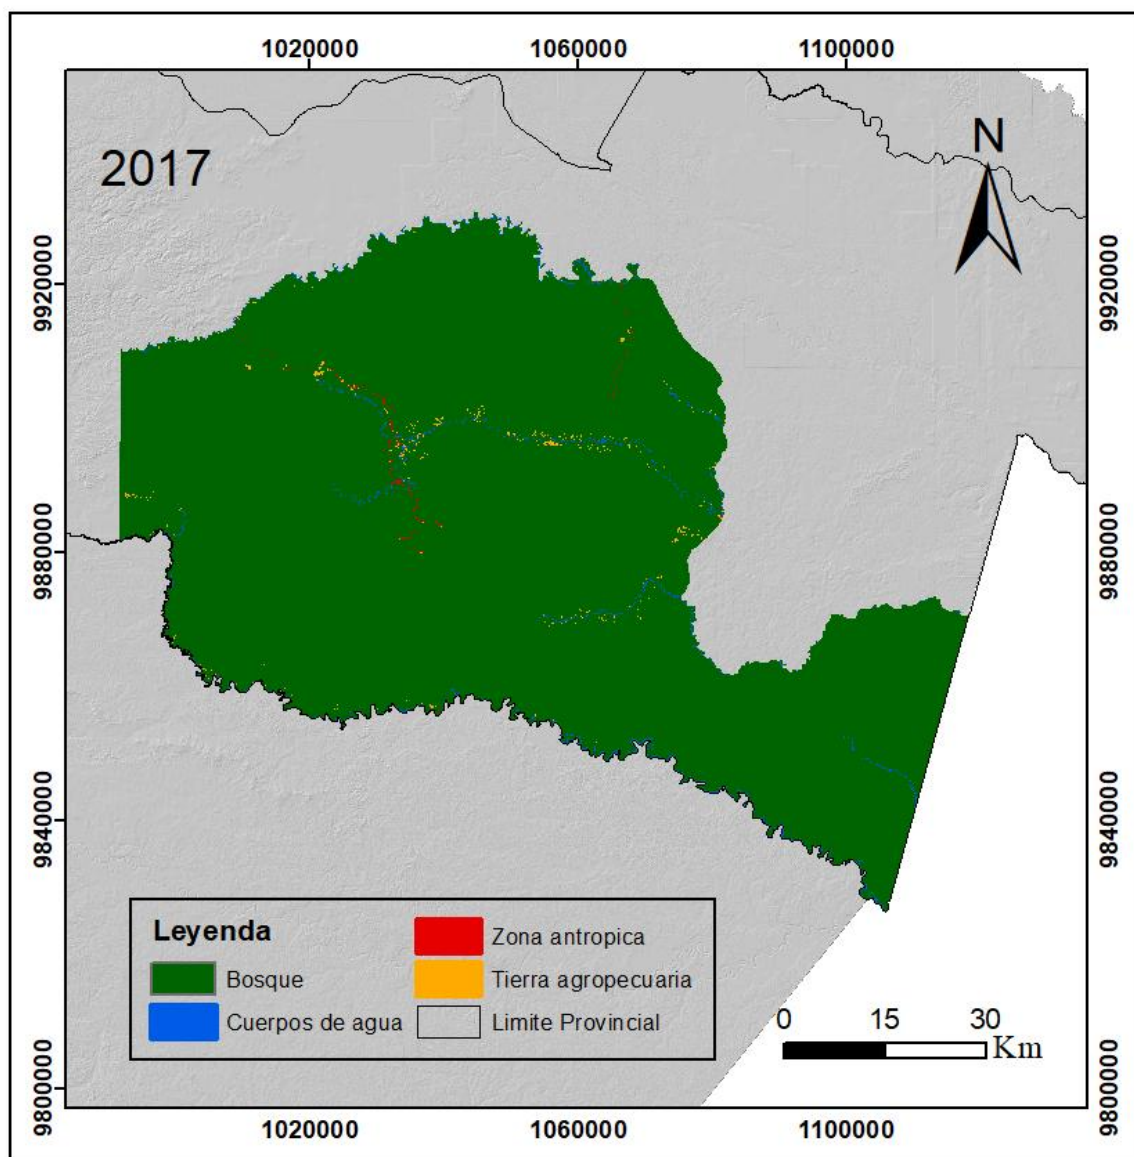 1020000 1060000 1100000
N
2017
9920000 9920000
9880000 9880000
9840000 9840000
9800000 9800000
Leyenda
Bosque
Cuerpos de agua
Zona antropica
Tierra agropecuaria
Limite Provincial
0 15 30
Km
1020000 1060000 1100000